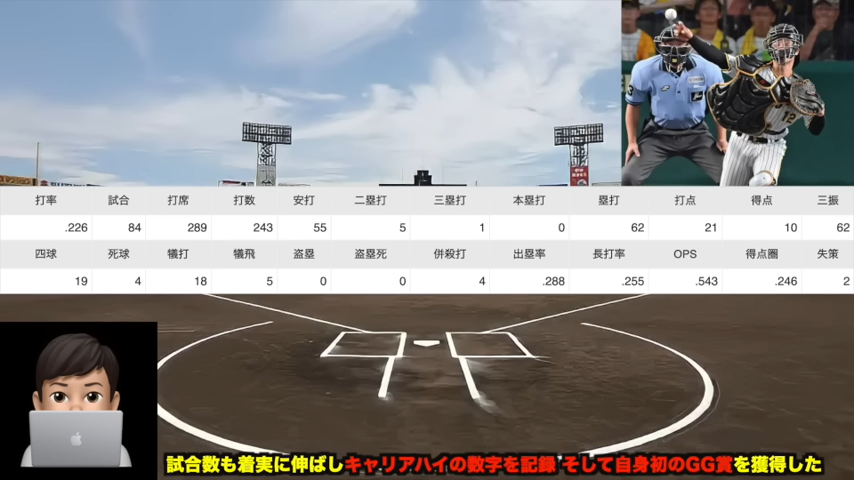 打率 試合 打席 打数 安打 二塁打 三塁打 本塁打 塁打 打点 得点 三振
.226 84 289 243 55 5 1 0 62 21 10 62
四球 死球 犠打 犠飛 盗塁 盗塁死 併殺打 出塁率 長打率 OPS 得点圏 失策
19 4 18 5 0 0 4 .288 .255 .543 .246 2
12
試合数も着実に伸ばしキャリアハイの数字を記録 そして自身初のGG賞を獲得した